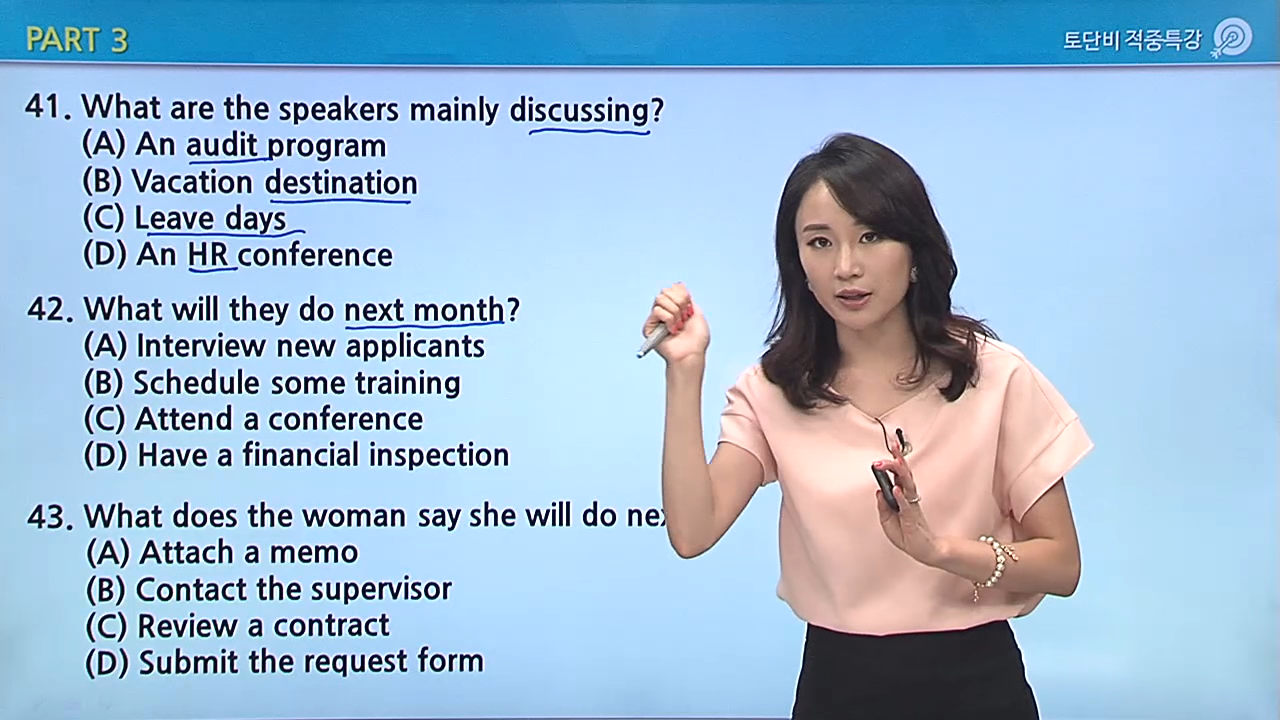 PART 3
토단비 적중특강
41. What are the speakers mainly discussing?
(A) An audit program
(B) Vacation destination
(C) Leave days
(D) An HR conference
42. What will they do next month?
(A) Interview new applicants
(B) Schedule some training
(C) Attend a conference
(D) Have a financial inspection
43. What does the woman say she will do
(A) Attach a memo
(B) Contact the supervisor
(C) Review a contract
(D) Submit the request form